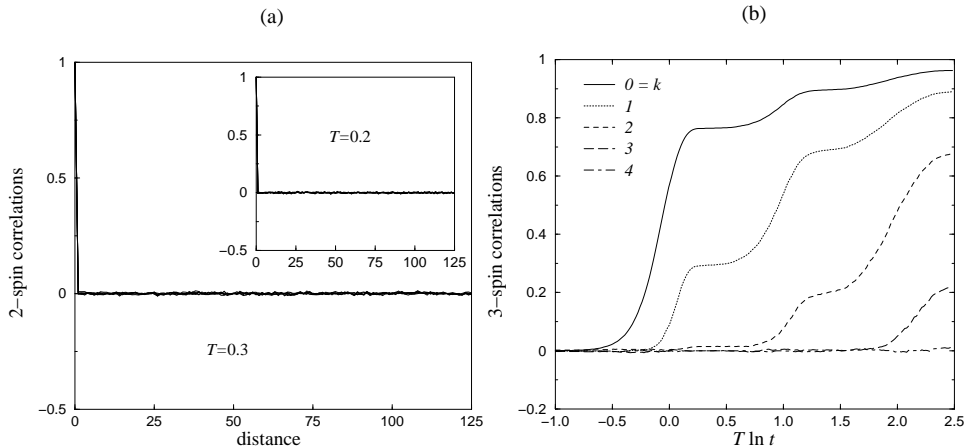 (a)
1
0.5
0
−0.5
2−spin correlations
0 25 50 75 100 125
distance
T=0.3
1
0.5
0
−0.5
0 25 50 75 100 125
T=0.2
(b)
1
0.8
0.6
0.4
0.2
0
−0.2
3−spin correlations
0 = k
1
2
3
4
−1.0 −0.5 0.0 0.5 1.0 1.5 2.0 2.5
T ln t